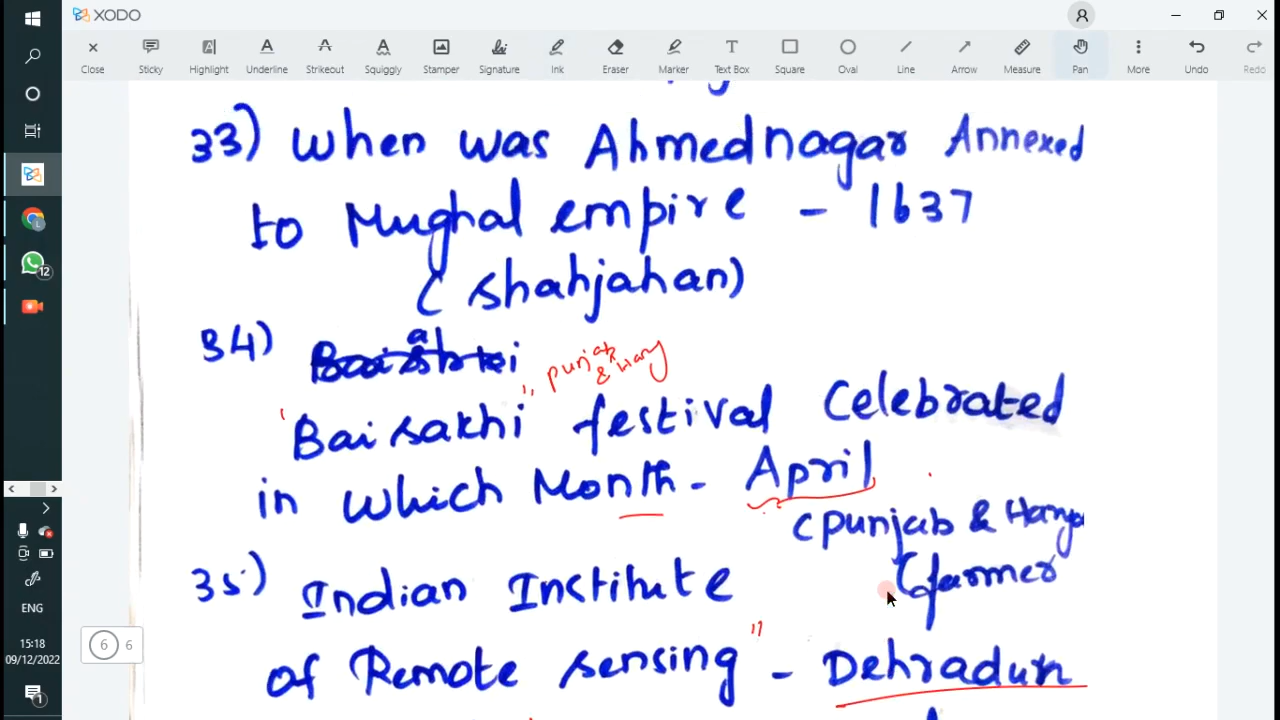 XODO
Close
Sticky
Highlight
Underline
Strikeout
Squiggly
Stamper
Signature
Ink
Eraser
Marker
Text Box
Square
Oval
Line
Arrow
Measure
Pan
More
Undo
Redo
33) When was Ahmednagar Annexed
to Mughal empire - 1637
(Shahjahan)
34)
punjab
& Hary
"Baisakhi" festival Celebrated
in which Month - April
(Punjab & Harya
(farmer
35) Indian Institute
of Remote sensing" - Dehradun
6 6
12
ENG
15:18
09/12/2022
1